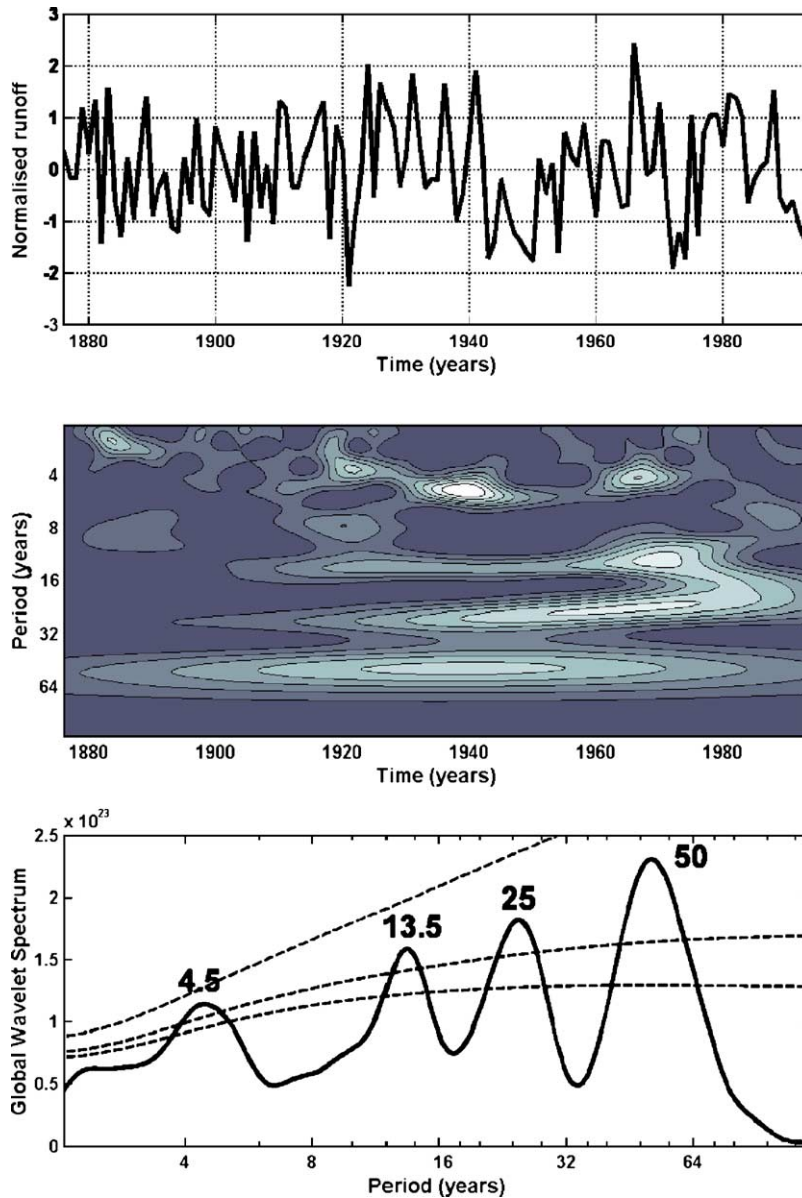 3
2
1
0
-1
-2
-3
Normalised runoff
1880 1900 1920 1940 1960 1980
Time (years)
4
8
16
32
64
Period (years)
1880 1900 1920 1940 1960 1980
Time (years)
x 10^23
2.5
2
1.5
1
0.5
0
Global Wavelet Spectrum
4.5
13.5
25
50
4 8 16 32 64
Period (years)